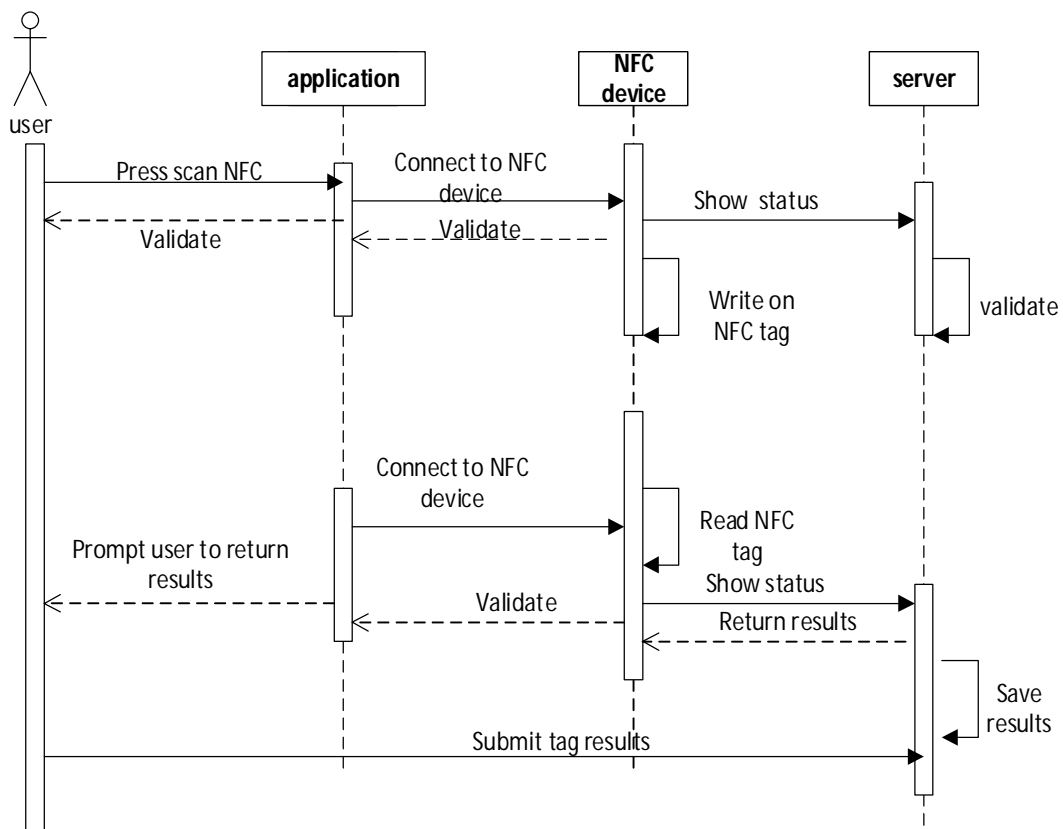 user
application
NFC
device
server
Press scan NFC
Validate
Connect to NFC
device
Validate
Show status
Write on
NFC tag
validate
Connect to NFC
device
Read NFC
tag
Prompt user to return
results
Validate
Show status
Return results
Save
results
Submit tag results